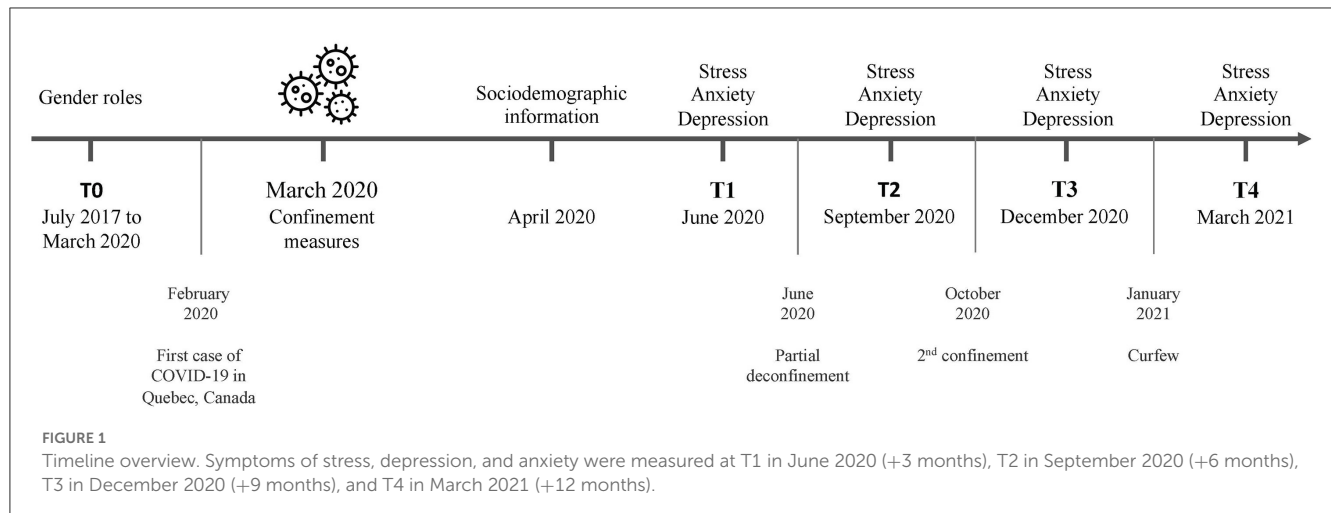 Gender roles
Sociodemographic
information
Stress
Anxiety
Depression
Stress
Anxiety
Depression
Stress
Anxiety
Depression
Stress
Anxiety
Depression
T0
July 2017 to
March 2020
March 2020
Confinement
measures
April 2020
T1
June 2020
T2
September 2020
T3
December 2020
T4
March 2021
February
2020
First case of
COVID-19 in
Quebec, Canada
June
2020
Partial
deconfinement
October
2020
2nd confinement
January
2021
Curfew
FIGURE 1
Timeline overview. Symptoms of stress, depression, and anxiety were measured at T1 in June 2020 (+3 months), T2 in September 2020 (+6 months),
T3 in December 2020 (+9 months), and T4 in March 2021 (+12 months).